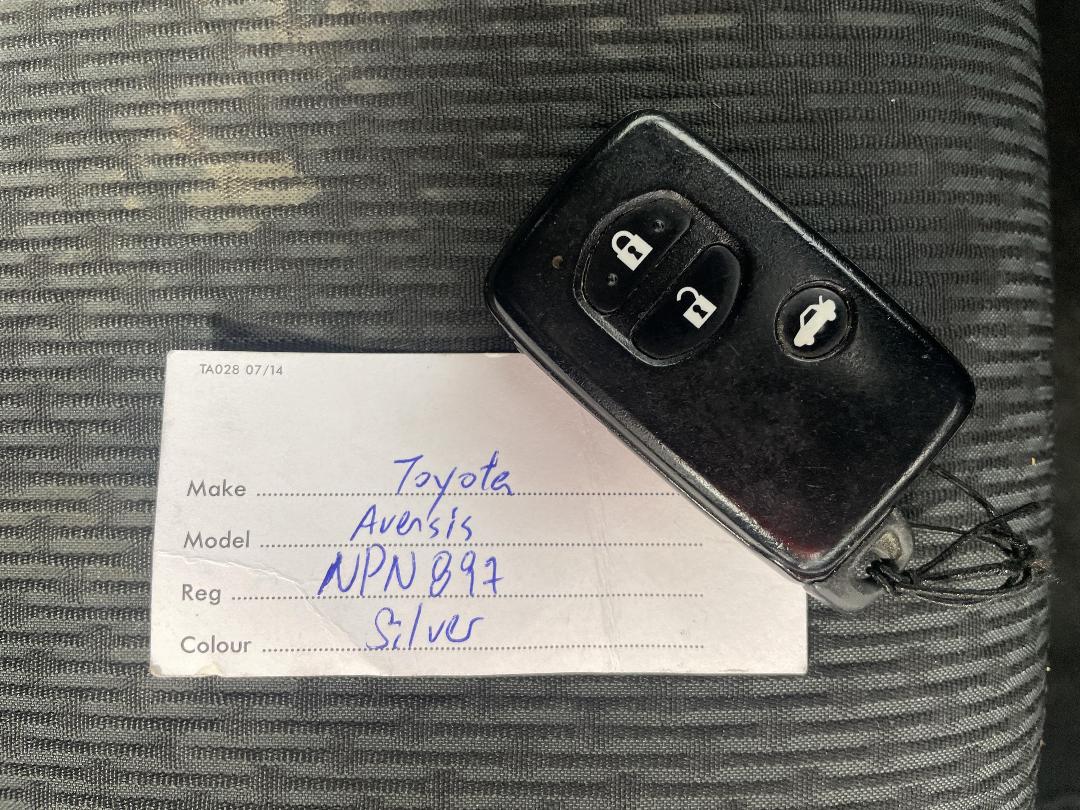 TA028 07/14
Make Toyota
Model Avensis
Reg NPN 897
Colour Silver